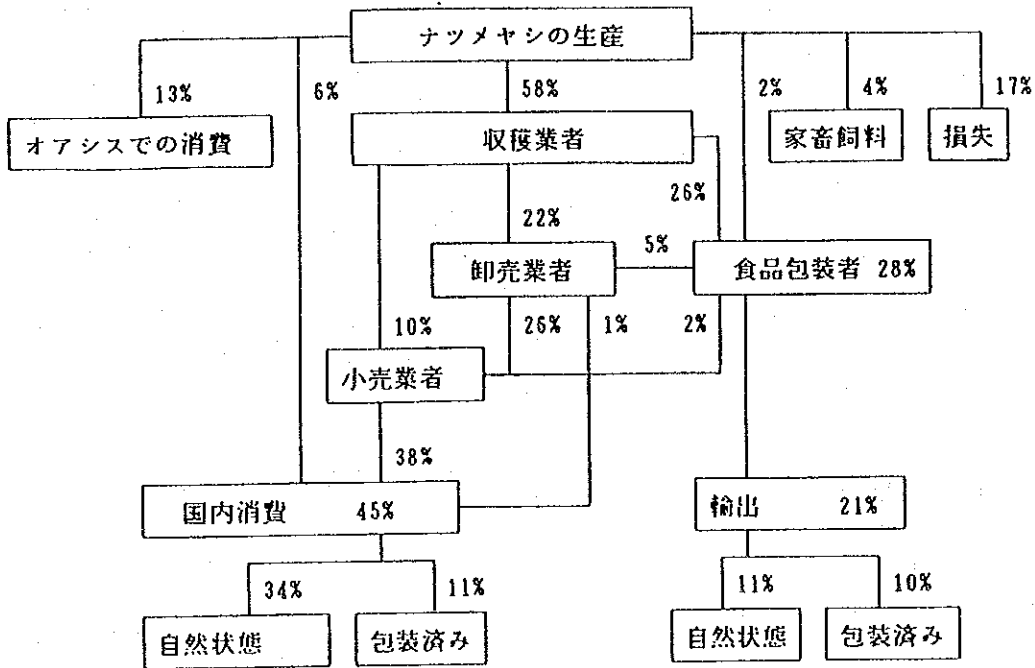 ナツメヤシの生産
13%
6%
58%
2%
4%
17%
オアシスでの消費
収穫業者
家畜飼料
損失
26%
22%
5%
卸売業者
食品包装者 28%
10%
26%
1%
2%
小売業者
38%
国内消費 45%
輸出 21%
34%
11%
11%
10%
自然状態
包装済み
自然状態
包装済み